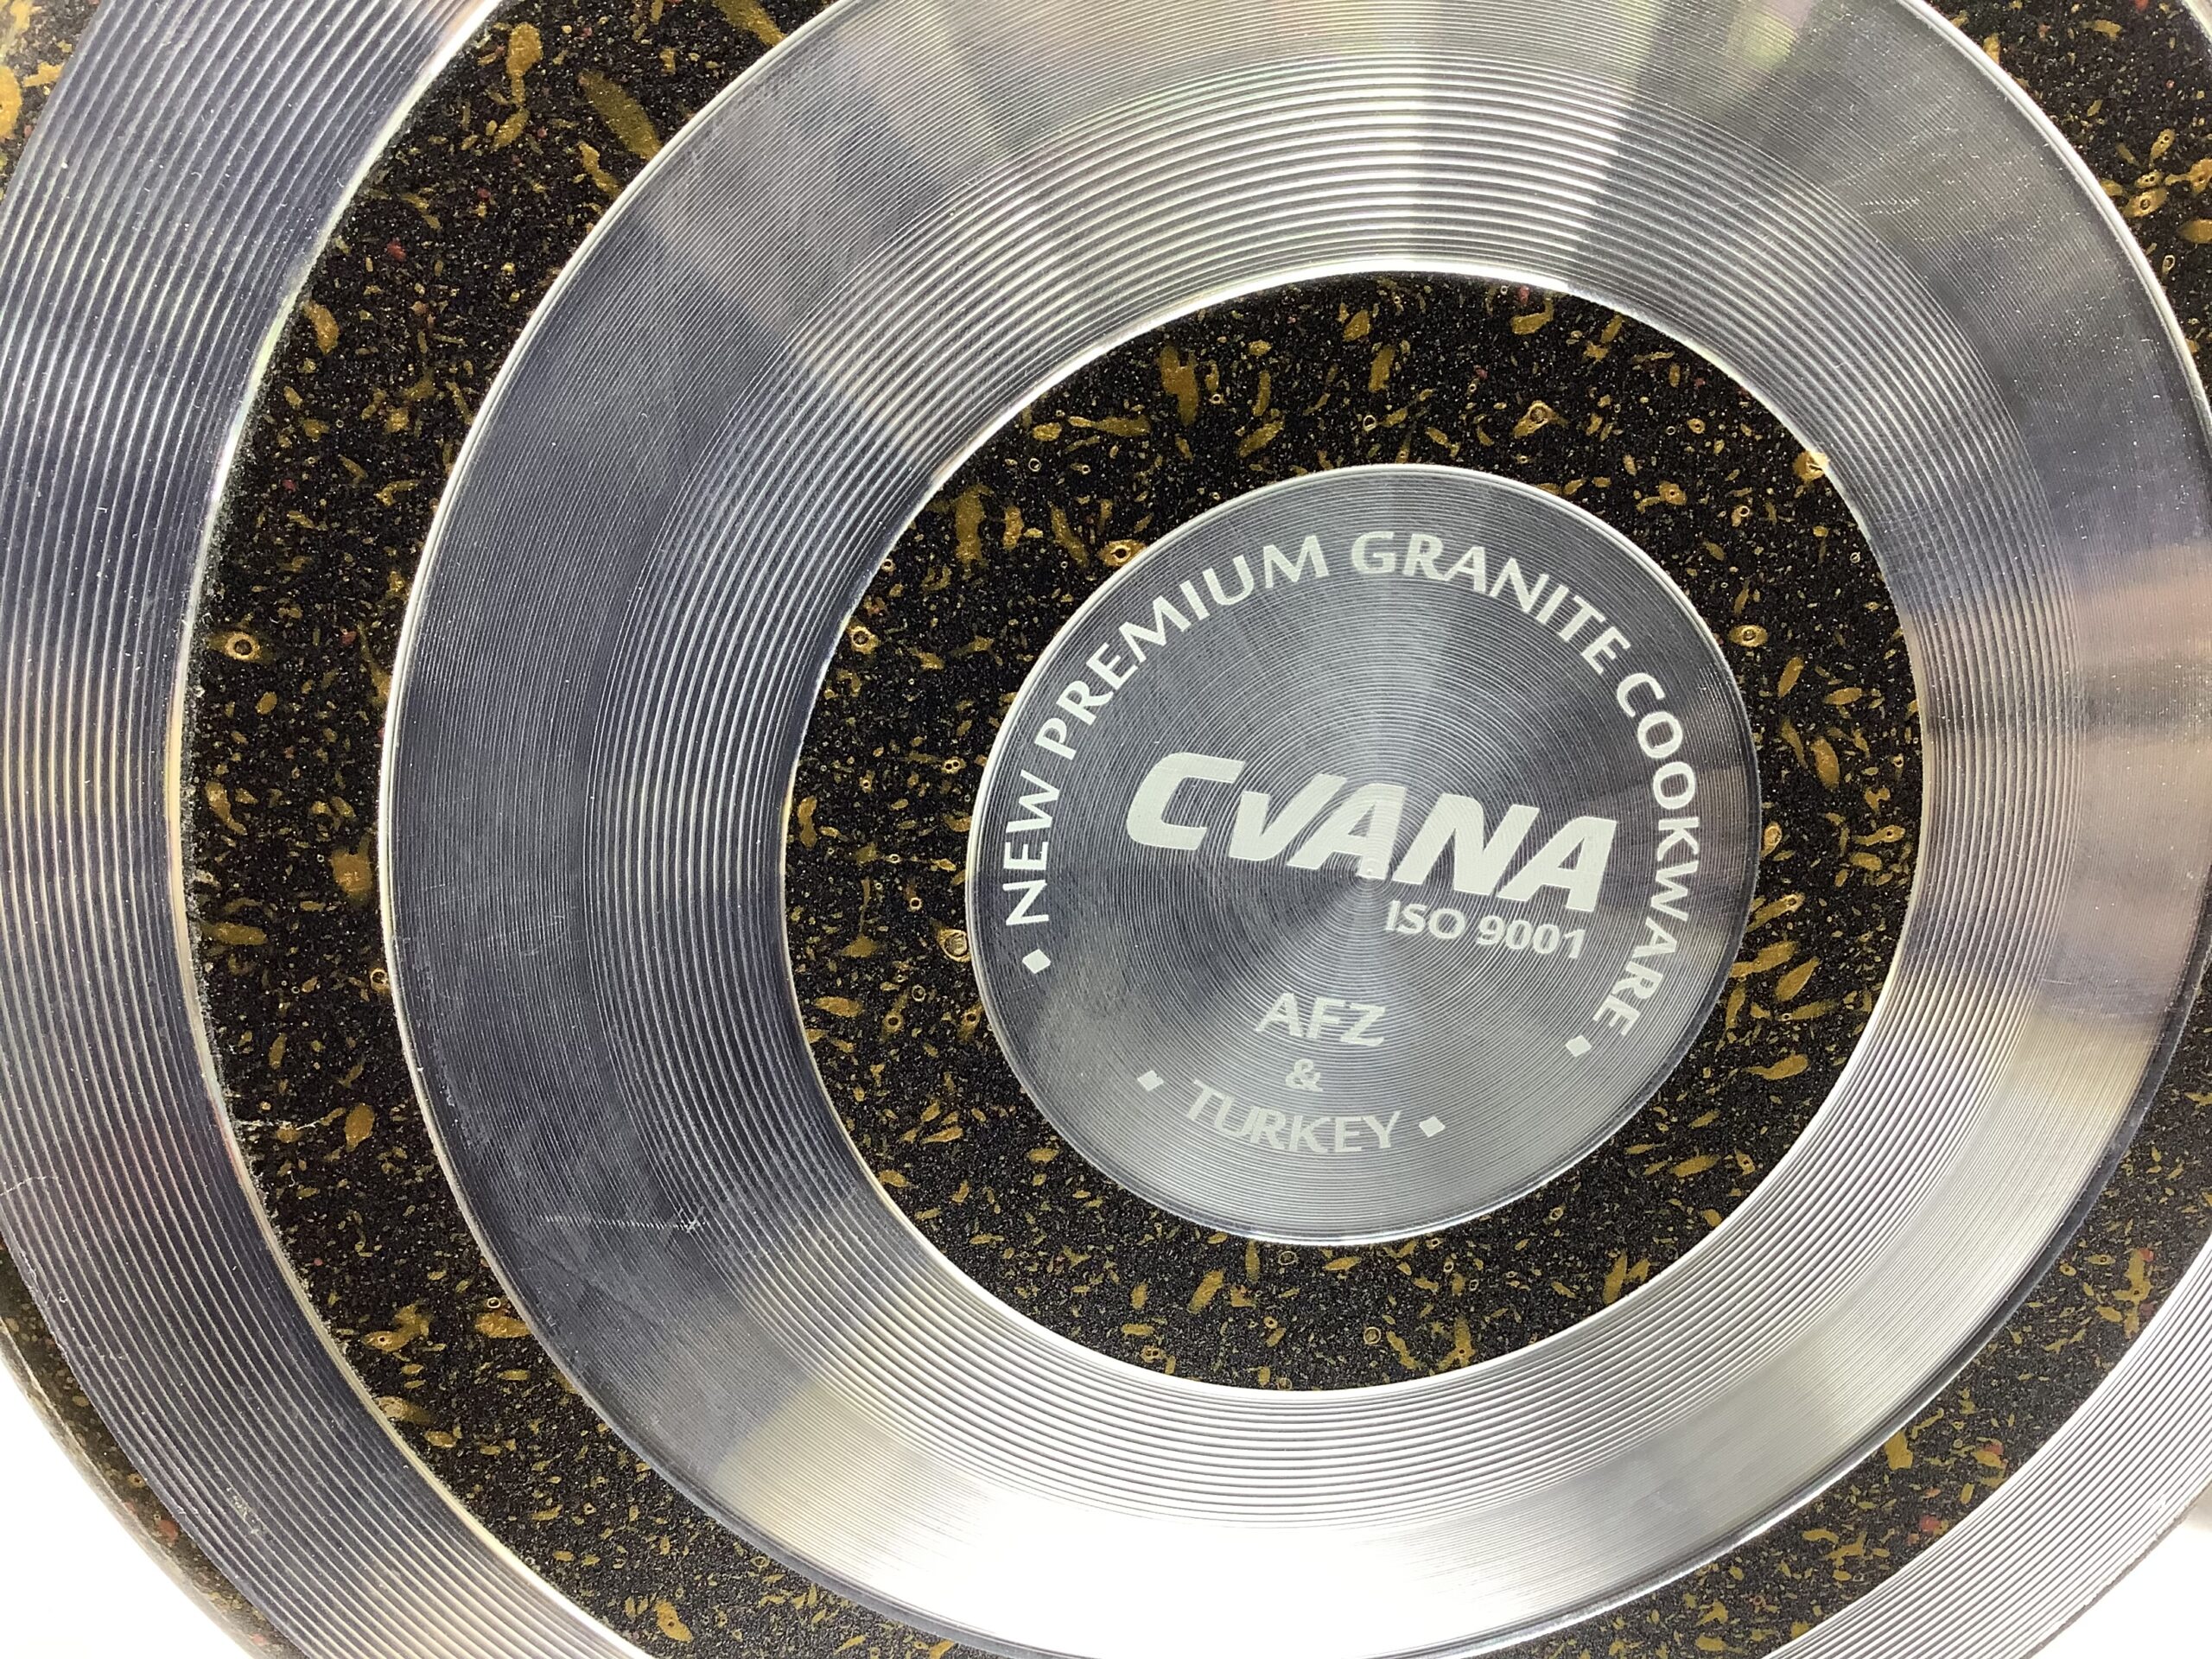 NEW PREMIUM GRANITE COOKWARE
CVANA
ISO 9001
AFZ
&
TURKEY